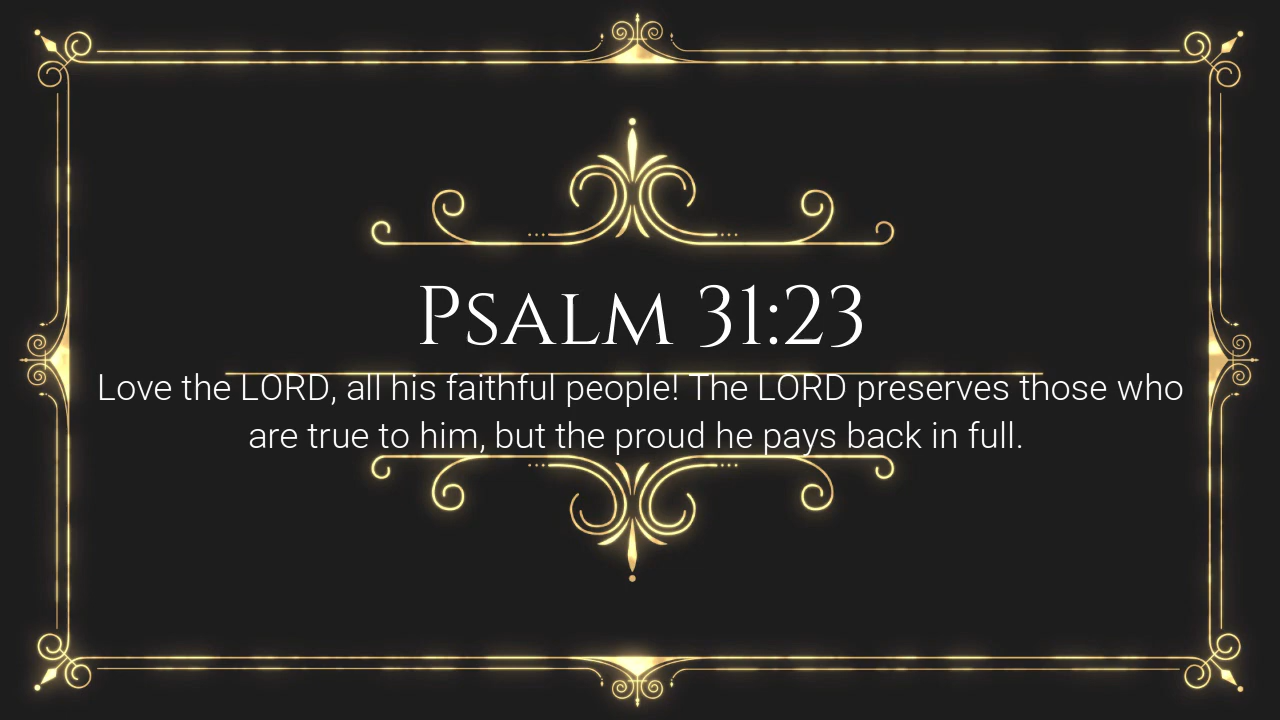 Psalm 31:23
Love the LORD, all his faithful people! The LORD preserves those who
are true to him, but the proud he pays back in full.